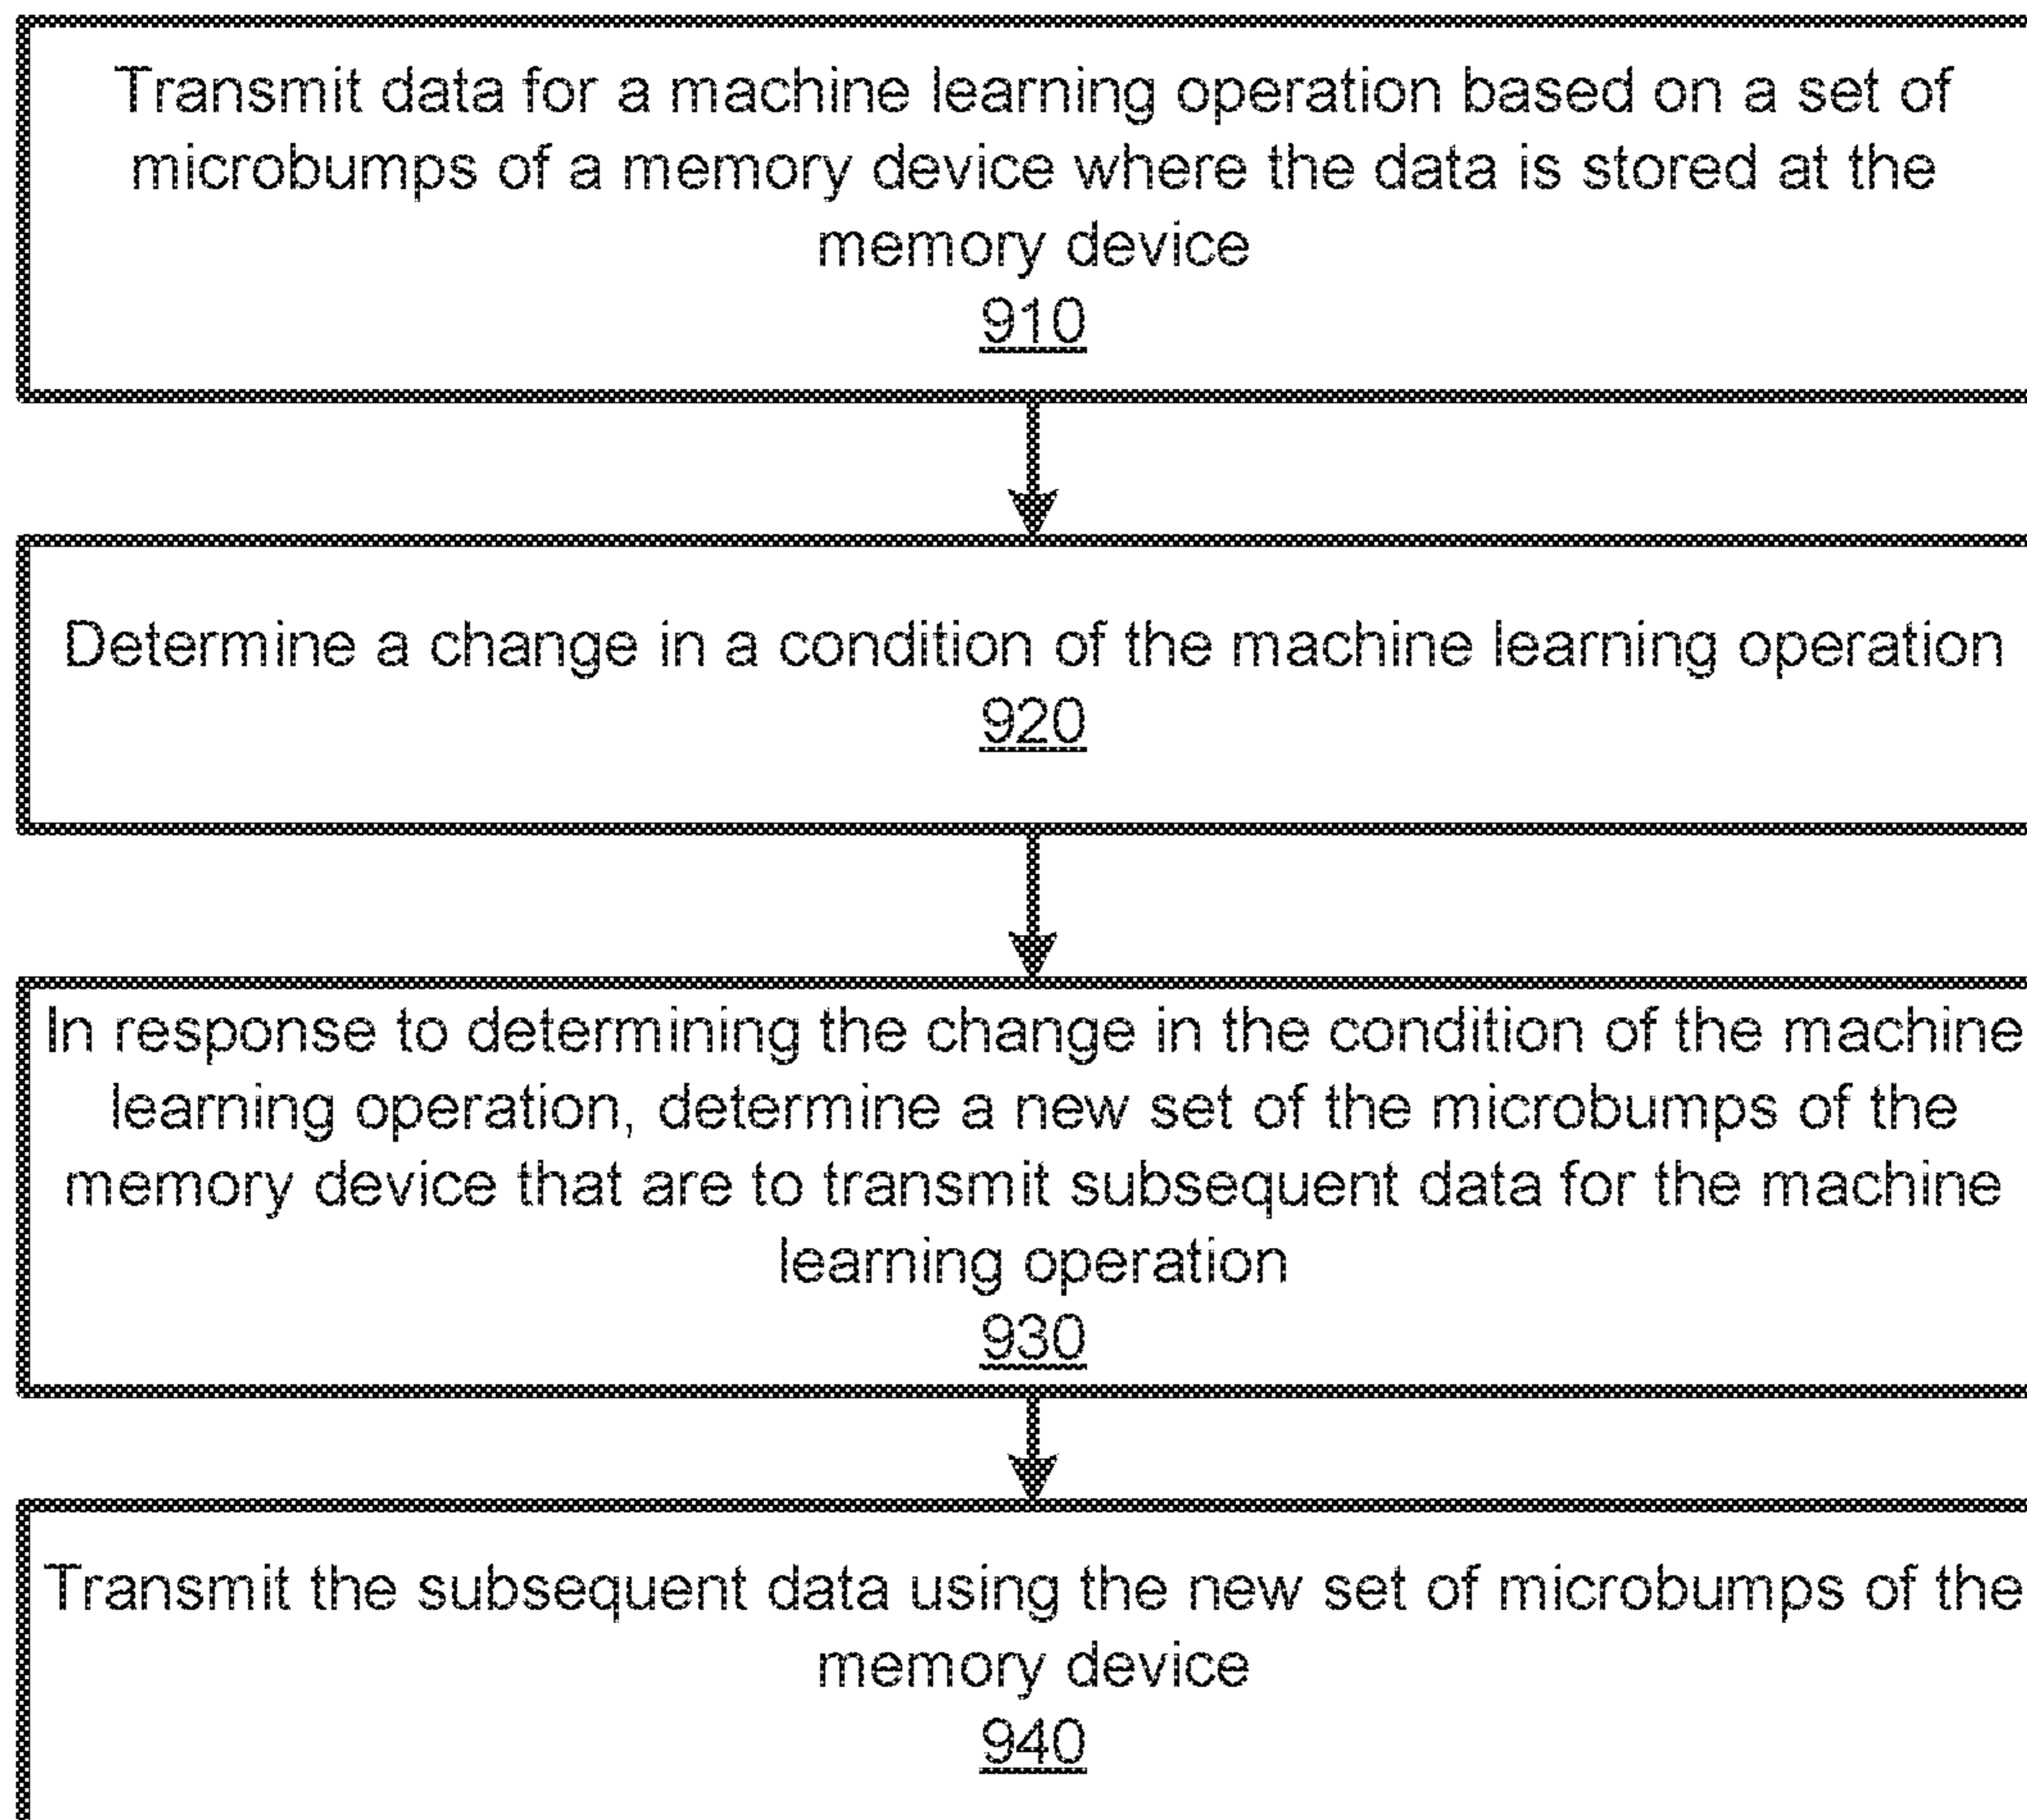 Transmit data for a machine learning operation based on a set of
microbumps of a memory device where the data is stored at the
memory device
910
Determine a change in a condition of the machine learning operation
920
In response to determining the change in the condition of the machine
learning operation, determine a new set of the microbumps of the
memory device that are to transmit subsequent data for the machine
learning operation
930
Transmit the subsequent data using the new set of microbumps of the
memory device
940